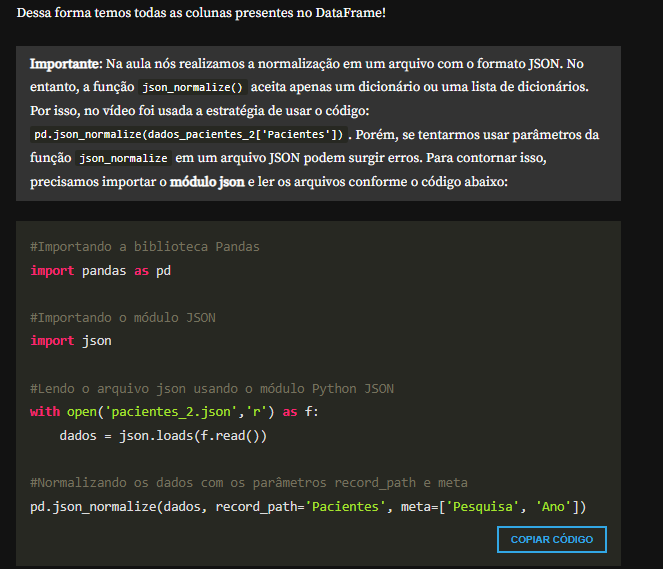 Dessa forma temos todas as colunas presentes no DataFrame!
Importante: Na aula nós realizamos a normalização em um arquivo com o formato JSON. No
entanto, a função json_normalize() aceita apenas um dicionário ou uma lista de dicionários.
Por isso, no vídeo foi usada a estratégia de usar o código:
pd.json_normalize(dados_pacientes_2['Pacientes']) . Porém, se tentarmos usar parâmetros da
função json_normalize em um arquivo JSON podem surgir erros. Para contornar isso,
precisamos importar o módulo json e ler os arquivos conforme o código abaixo:
#Importando a biblioteca Pandas
import pandas as pd
#Importando o módulo JSON
import json
#Lendo o arquivo json usando o módulo Python JSON
with open('pacientes_2.json','r') as f:
    dados = json.loads(f.read())
#Normalizando os dados com os parâmetros record_path e meta
pd.json_normalize(dados, record_path='Pacientes', meta=['Pesquisa', 'Ano'])
COPIAR CÓDIGO